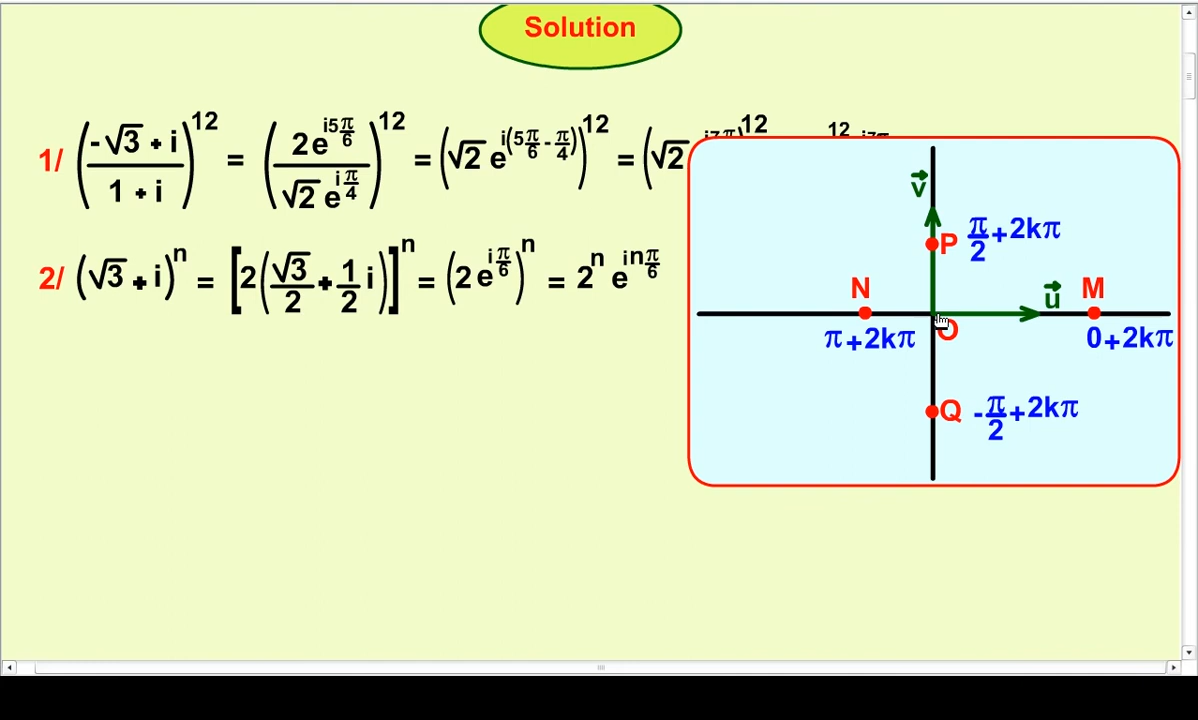 Solution
1/ ((-√3 + i)/(1 + i))^12 = (2e^(i5π/6)/(√2 e^(iπ/4)))^12 = (√2 e^(i(5π/6 - π/4)))^12 = (√2
2/ (√3 + i)^n = [2(√3/2 + 1/2 i)]^n = (2 e^(iπ/6))^n = 2^n e^(inπ/6)
v⃗
P π/2 + 2kπ
N u⃗ M
O
π+2kπ 0+2kπ
Q -π/2 + 2kπ